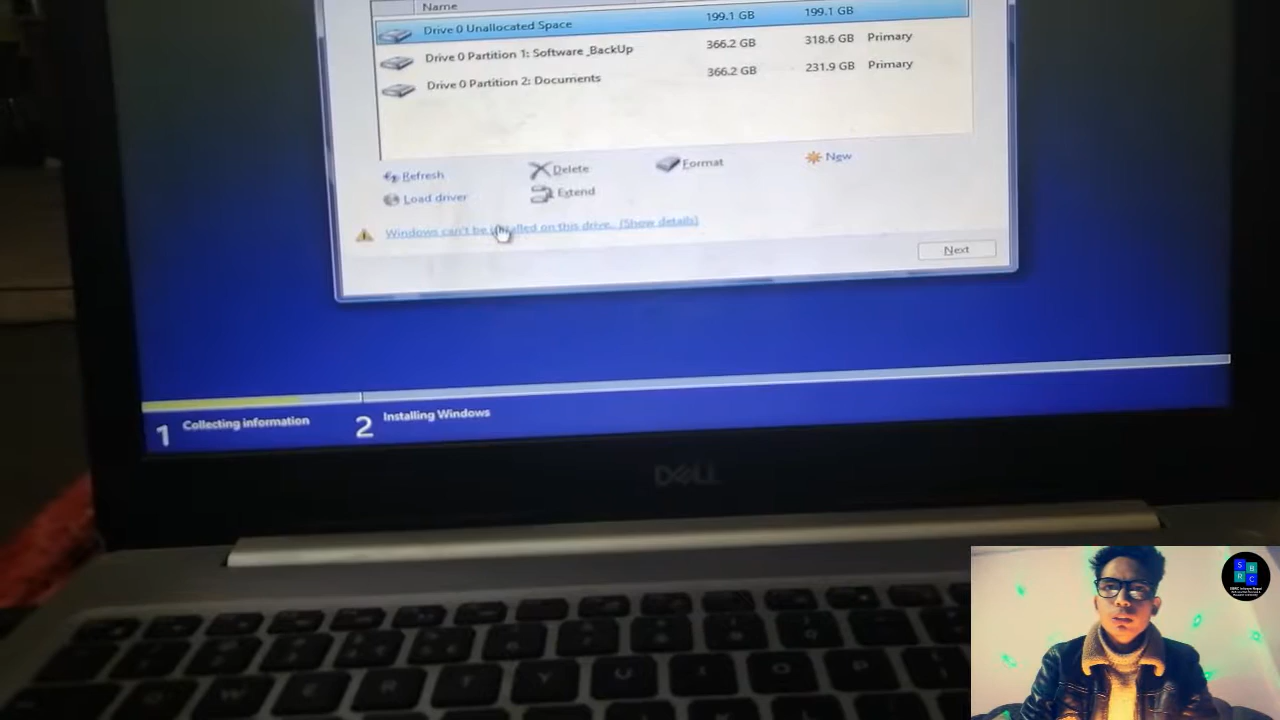 Name
Drive 0 Unallocated Space 199.1 GB 199.1 GB
Drive 0 Partition 1: Software_BackUp 366.2 GB 318.6 GB Primary
Drive 0 Partition 2: Documents 366.2 GB 231.9 GB Primary
Refresh Delete Format New
Load driver Extend
Windows can't be installed on this drive. (Show details)
Next
1 Collecting information 2 Installing Windows
DELL
S B
R C